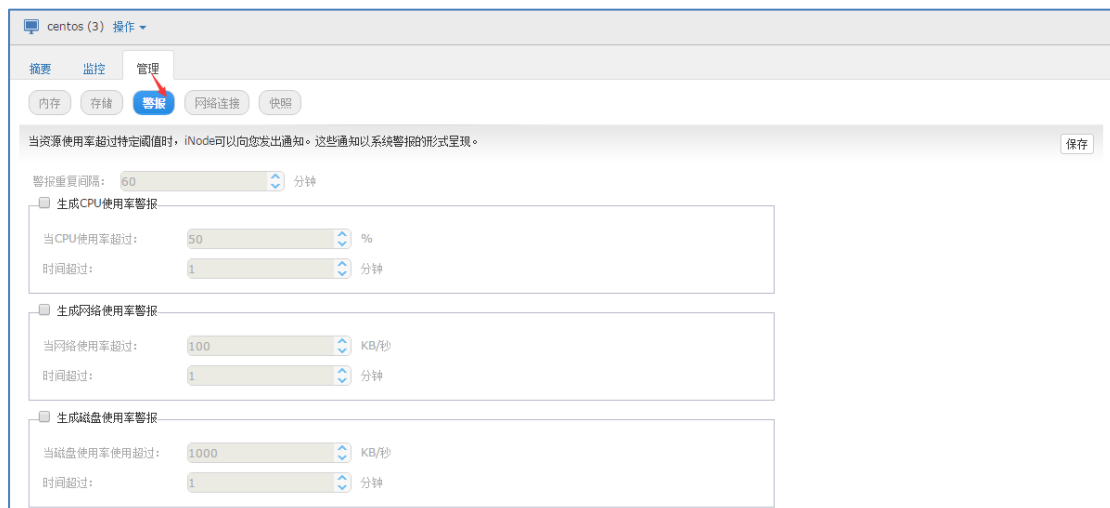 centos (3) 操作
摘要 监控 管理
内存 存储 警报 网络连接 快照
当资源使用率超过特定阈值时，iNode可以向您发出通知。这些通知以系统警报的形式呈现。 保存
警报重复间隔： 60 分钟
生成CPU使用率警报
当CPU使用率超过： 50 %
时间超过： 1 分钟
生成网络使用率警报
当网络使用率超过： 100 KB/秒
时间超过： 1 分钟
生成磁盘使用率警报
当磁盘使用率使用超过： 1000 KB/秒
时间超过： 1 分钟